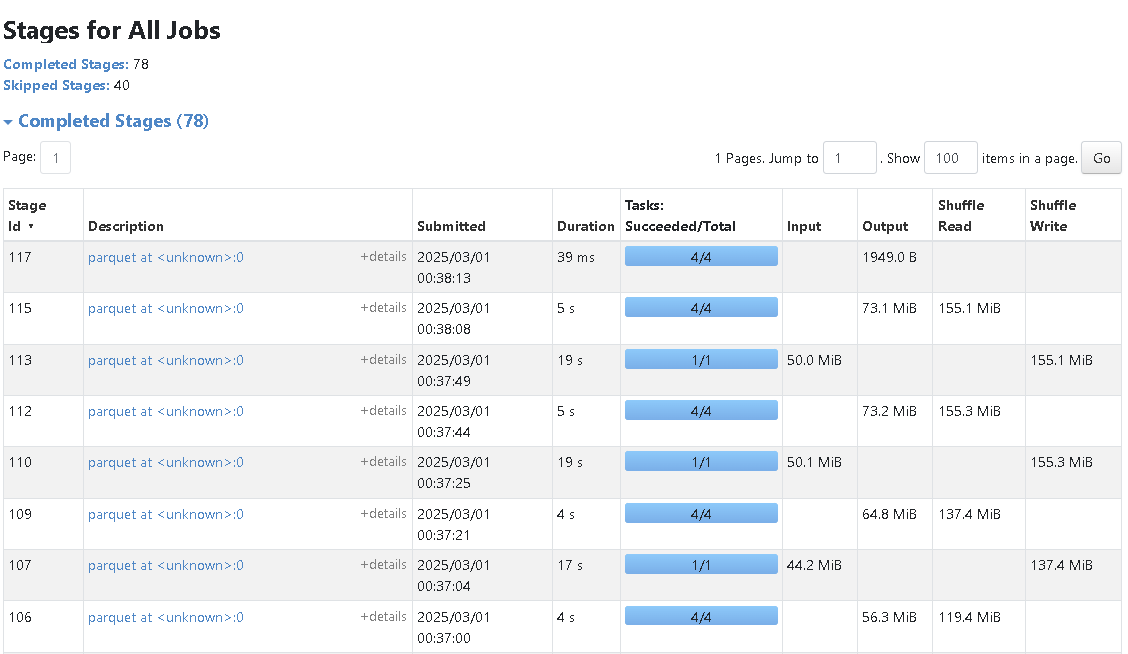 Stages for All Jobs
Completed Stages: 78
Skipped Stages: 40
Completed Stages (78)
Page: 1
1 Pages. Jump to 1 . Show 100 items in a page. Go
Stage Id ▾ Description Submitted Duration Tasks: Succeeded/Total Input Output Shuffle Read Shuffle Write
117 parquet at <unknown>:0 +details 2025/03/01 00:38:13 39 ms 4/4 1949.0 B
115 parquet at <unknown>:0 +details 2025/03/01 00:38:08 5 s 4/4 73.1 MiB 155.1 MiB
113 parquet at <unknown>:0 +details 2025/03/01 00:37:49 19 s 1/1 50.0 MiB 155.1 MiB
112 parquet at <unknown>:0 +details 2025/03/01 00:37:44 5 s 4/4 73.2 MiB 155.3 MiB
110 parquet at <unknown>:0 +details 2025/03/01 00:37:25 19 s 1/1 50.1 MiB 155.3 MiB
109 parquet at <unknown>:0 +details 2025/03/01 00:37:21 4 s 4/4 64.8 MiB 137.4 MiB
107 parquet at <unknown>:0 +details 2025/03/01 00:37:04 17 s 1/1 44.2 MiB 137.4 MiB
106 parquet at <unknown>:0 +details 2025/03/01 00:37:00 4 s 4/4 56.3 MiB 119.4 MiB